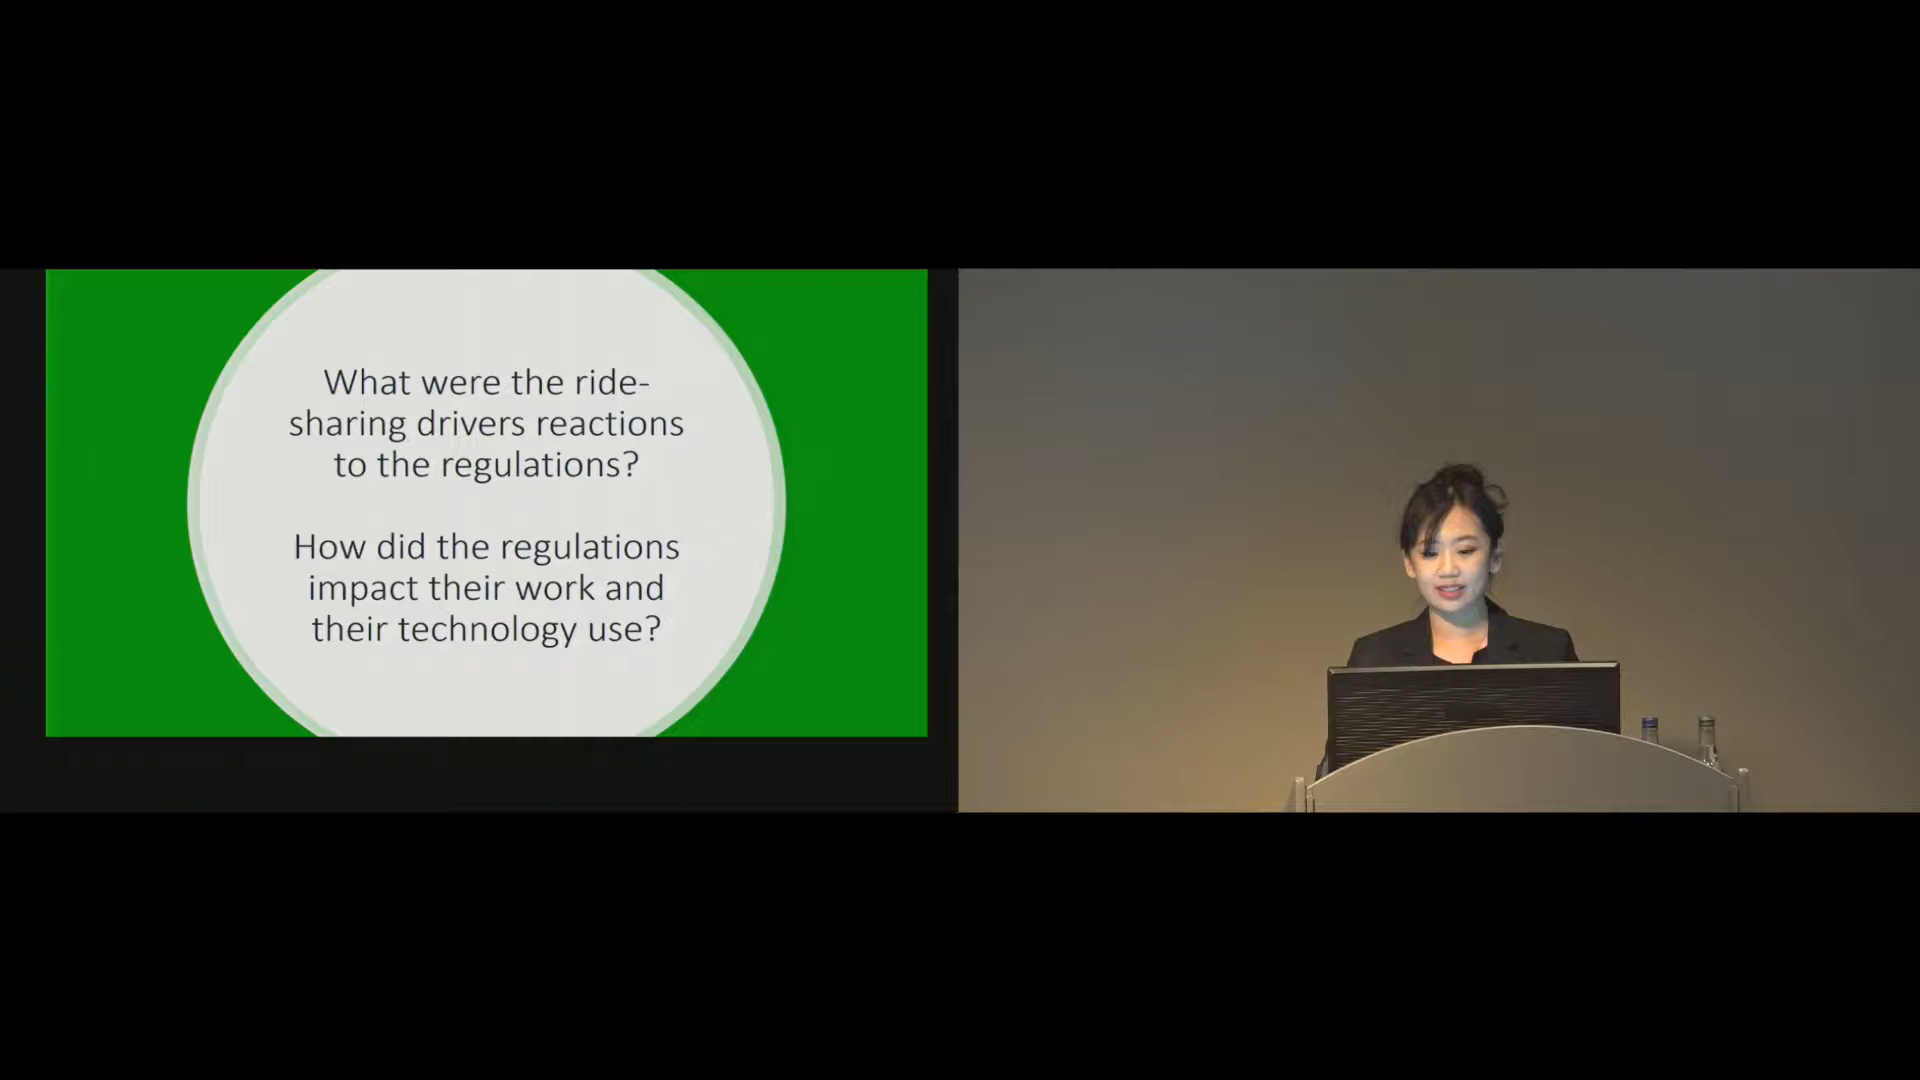 What were the ride-
sharing drivers reactions
to the regulations?
How did the regulations
impact their work and
their technology use?